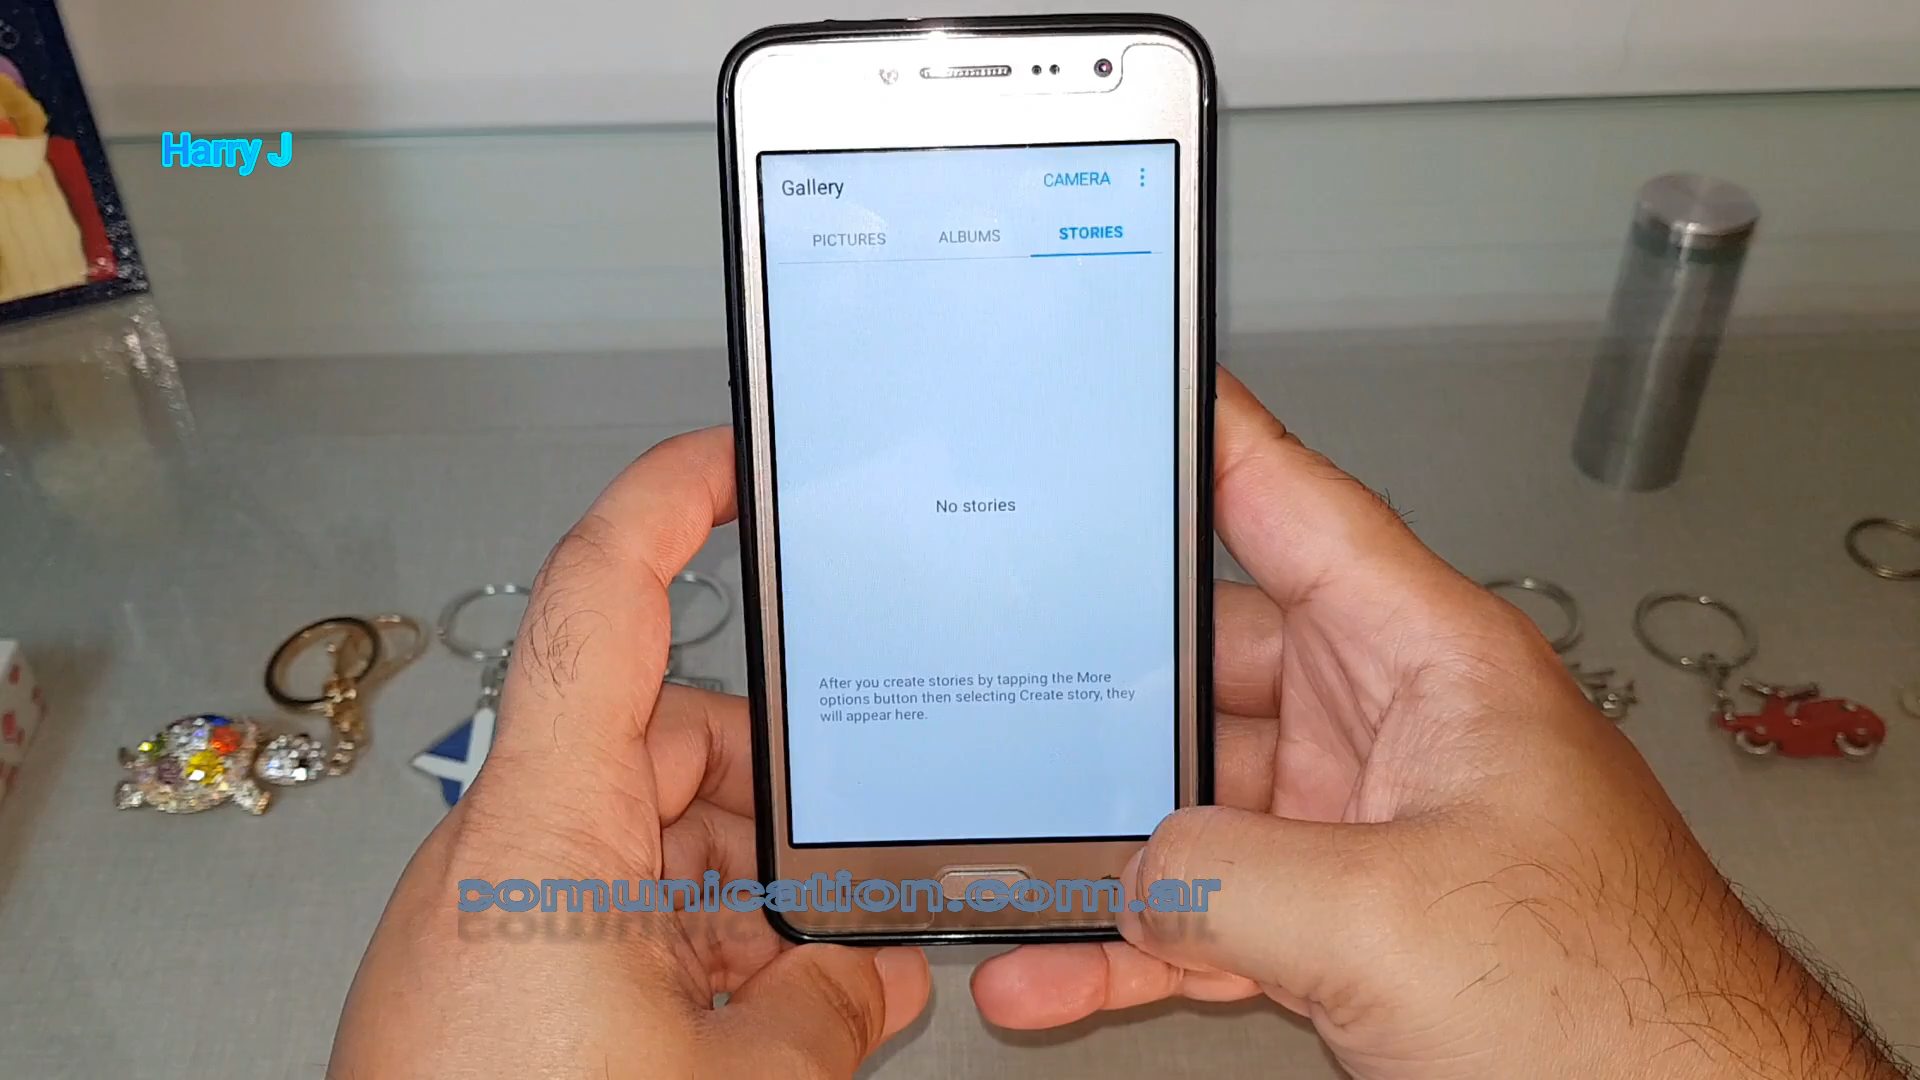 Harry J
Gallery
CAMERA
PICTURES
ALBUMS
STORIES
No stories
After you create stories by tapping the More
options button then selecting Create story, they
will appear here.
comunication.com.ar